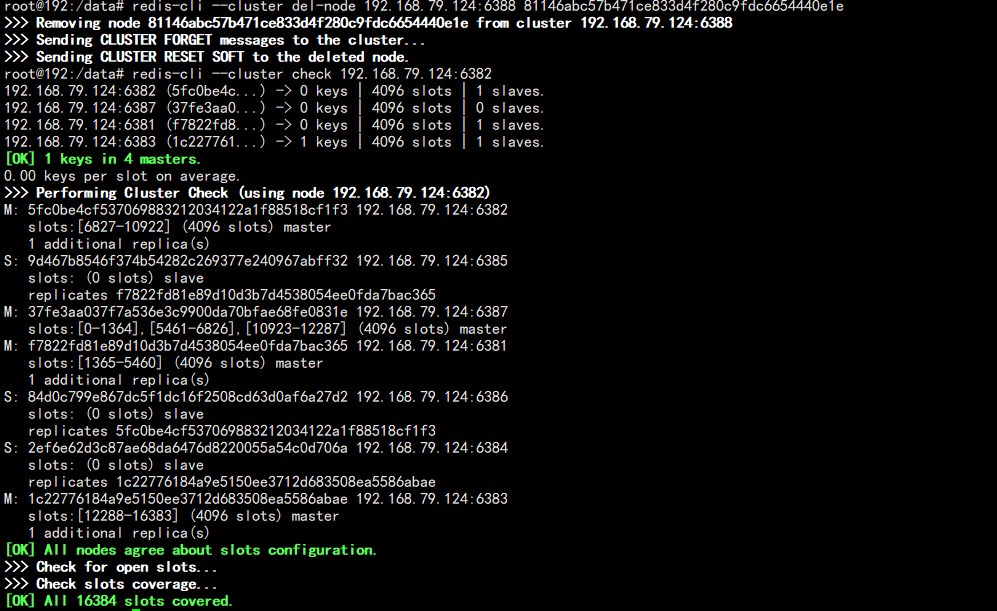 root@192:/data# redis-cli --cluster del-node 192.168.79.124:6388 81146abc57b471ce833d4f280c9fdc6654440e1e
>>> Removing node 81146abc57b471ce833d4f280c9fdc6654440e1e from cluster 192.168.79.124:6388
>>> Sending CLUSTER FORGET messages to the cluster...
>>> Sending CLUSTER RESET SOFT to the deleted node.
root@192:/data# redis-cli --cluster check 192.168.79.124:6382
192.168.79.124:6382 (5fc0be4c...) -> 0 keys | 4096 slots | 1 slaves.
192.168.79.124:6387 (37fe3aa0...) -> 0 keys | 4096 slots | 0 slaves.
192.168.79.124:6381 (f7822fd8...) -> 0 keys | 4096 slots | 1 slaves.
192.168.79.124:6383 (1c227761...) -> 1 keys | 4096 slots | 1 slaves.
[OK] 1 keys in 4 masters.
0.00 keys per slot on average.
>>> Performing Cluster Check (using node 192.168.79.124:6382)
M: 5fc0be4cf537069883212034122a1f88518cf1f3 192.168.79.124:6382
slots:[6827-10922] (4096 slots) master
1 additional replica(s)
S: 9d467b8546f374b54282c269377e240967abff32 192.168.79.124:6385
slots: (0 slots) slave
replicates f7822fd81e89d10d3b7d4538054ee0fda7bac365
M: 37fe3aa037f7a536e3c9900da70bfae68fe0831e 192.168.79.124:6387
slots:[0-1364],[5461-6826],[10923-12287] (4096 slots) master
M: f7822fd81e89d10d3b7d4538054ee0fda7bac365 192.168.79.124:6381
slots:[1365-5460] (4096 slots) master
1 additional replica(s)
S: 84d0c799e867dc5f1dc16f2508cd63d0af6a27d2 192.168.79.124:6386
slots: (0 slots) slave
replicates 5fc0be4cf537069883212034122a1f88518cf1f3
S: 2ef6e62d3c87ae68da6476d8220055a54c0d706e 192.168.79.124:6384
slots: (0 slots) slave
replicates 1c22776184a9e5150ee3712d683508ea5586abae
M: 1c22776184a9e5150ee3712d683508ea5586abae 192.168.79.124:6383
slots:[12288-16383] (4096 slots) master
1 additional replica(s)
[OK] All nodes agree about slots configuration.
>>> Check for open slots...
>>> Check slots coverage...
[OK] All 16384 slots covered.